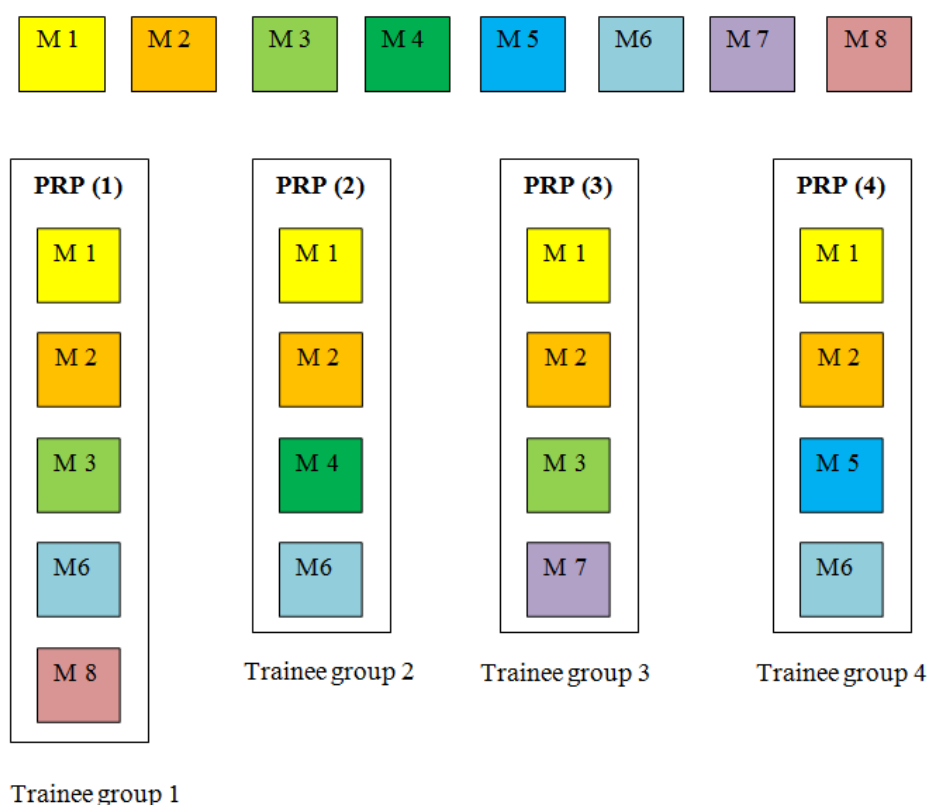 M 1 M 2 M 3 M 4 M 5 M6 M 7 M 8
PRP (1) PRP (2) PRP (3) PRP (4)
M 1 M 1 M 1 M 1
M 2 M 2 M 2 M 2
M 3 M 4 M 3 M 5
M6 M6 M 7 M6
M 8
Trainee group 2 Trainee group 3 Trainee group 4
Trainee group 1